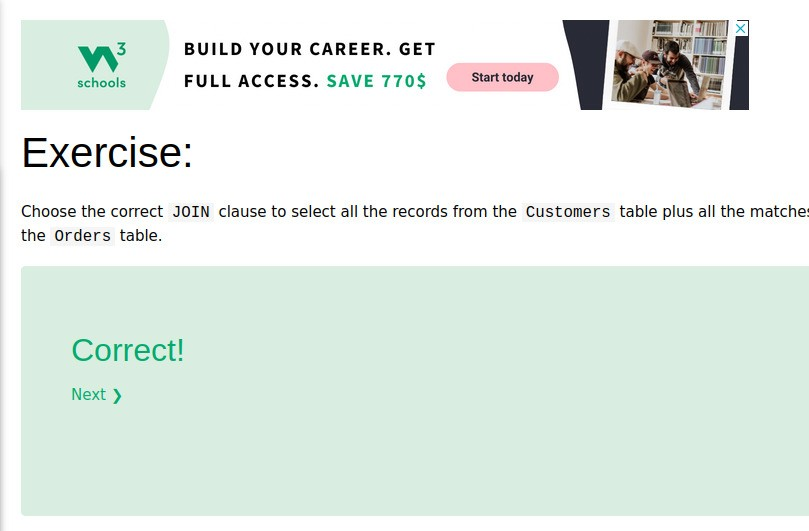 3
schools
BUILD YOUR CAREER. GET
FULL ACCESS. SAVE 770$
Start today
Exercise:
Choose the correct JOIN clause to select all the records from the Customers table plus all the matches
the Orders table.
Correct!
Next ❯